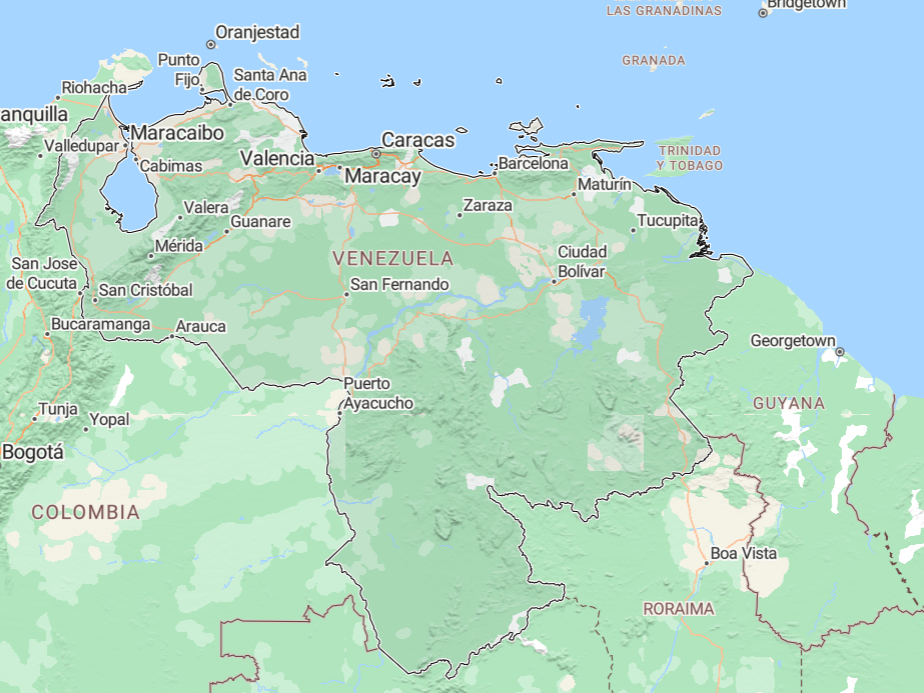 Bridgetown
LAS GRANADINAS
Oranjestad
GRANADA
Punto
Fijo
Santa Ana
de Coro
Riohacha
anquilla
Maracaibo
Caracas
Valledupar
TRINIDAD
Y TOBAGO
Cabimas
Valencia
Barcelona
Maracay
Maturín
Valera
Zaraza
Guanare
Tucupita
Mérida
VENEZUELA
Ciudad
Bolívar
San Jose
de Cucuta
San Cristóbal
San Fernando
Bucaramanga
Arauca
Georgetown
Puerto
Ayacucho
GUYANA
Tunja
Yopal
Bogotá
COLOMBIA
Boa Vista
RORAIMA